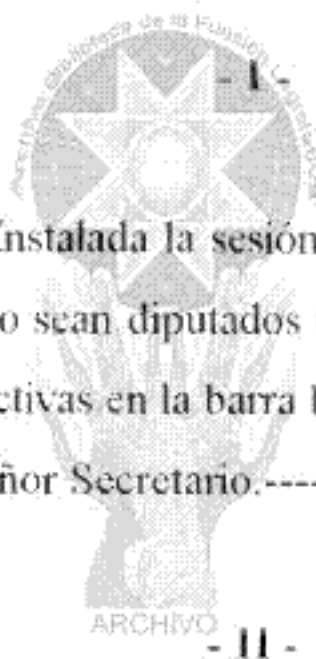 - I -
Instalada la sesión
o sean diputados
ctivas en la barra
ñor Secretario.----
ARCHIVO
- II -